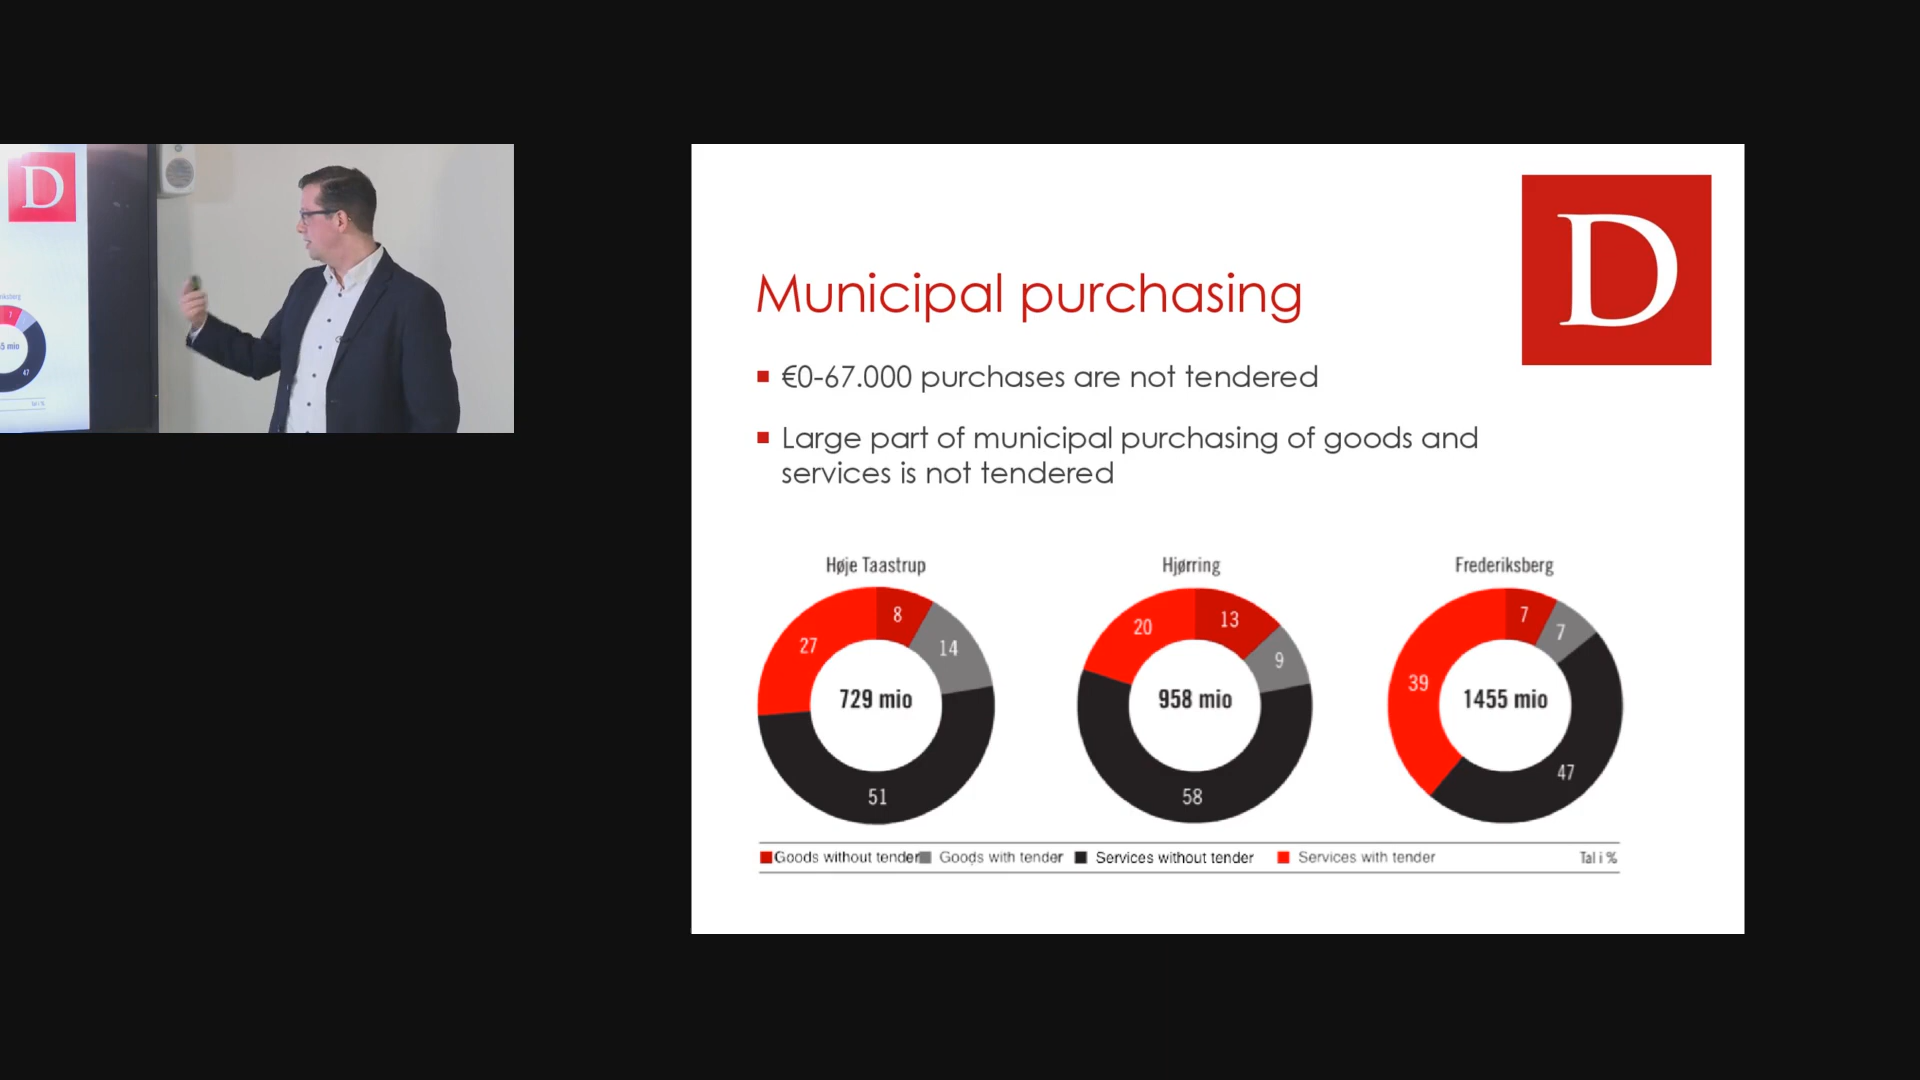 D
47
Tal i %
D
Municipal purchasing
€0-67.000 purchases are not tendered
Large part of municipal purchasing of goods and
services is not tendered
Høje Taastrup
8
14
27
729 mio
51
Hjørring
13
20
9
958 mio
58
Frederiksberg
7
7
39
1455 mio
47
Goods without tender Goods with tender Services without tender Services with tender Tal i %